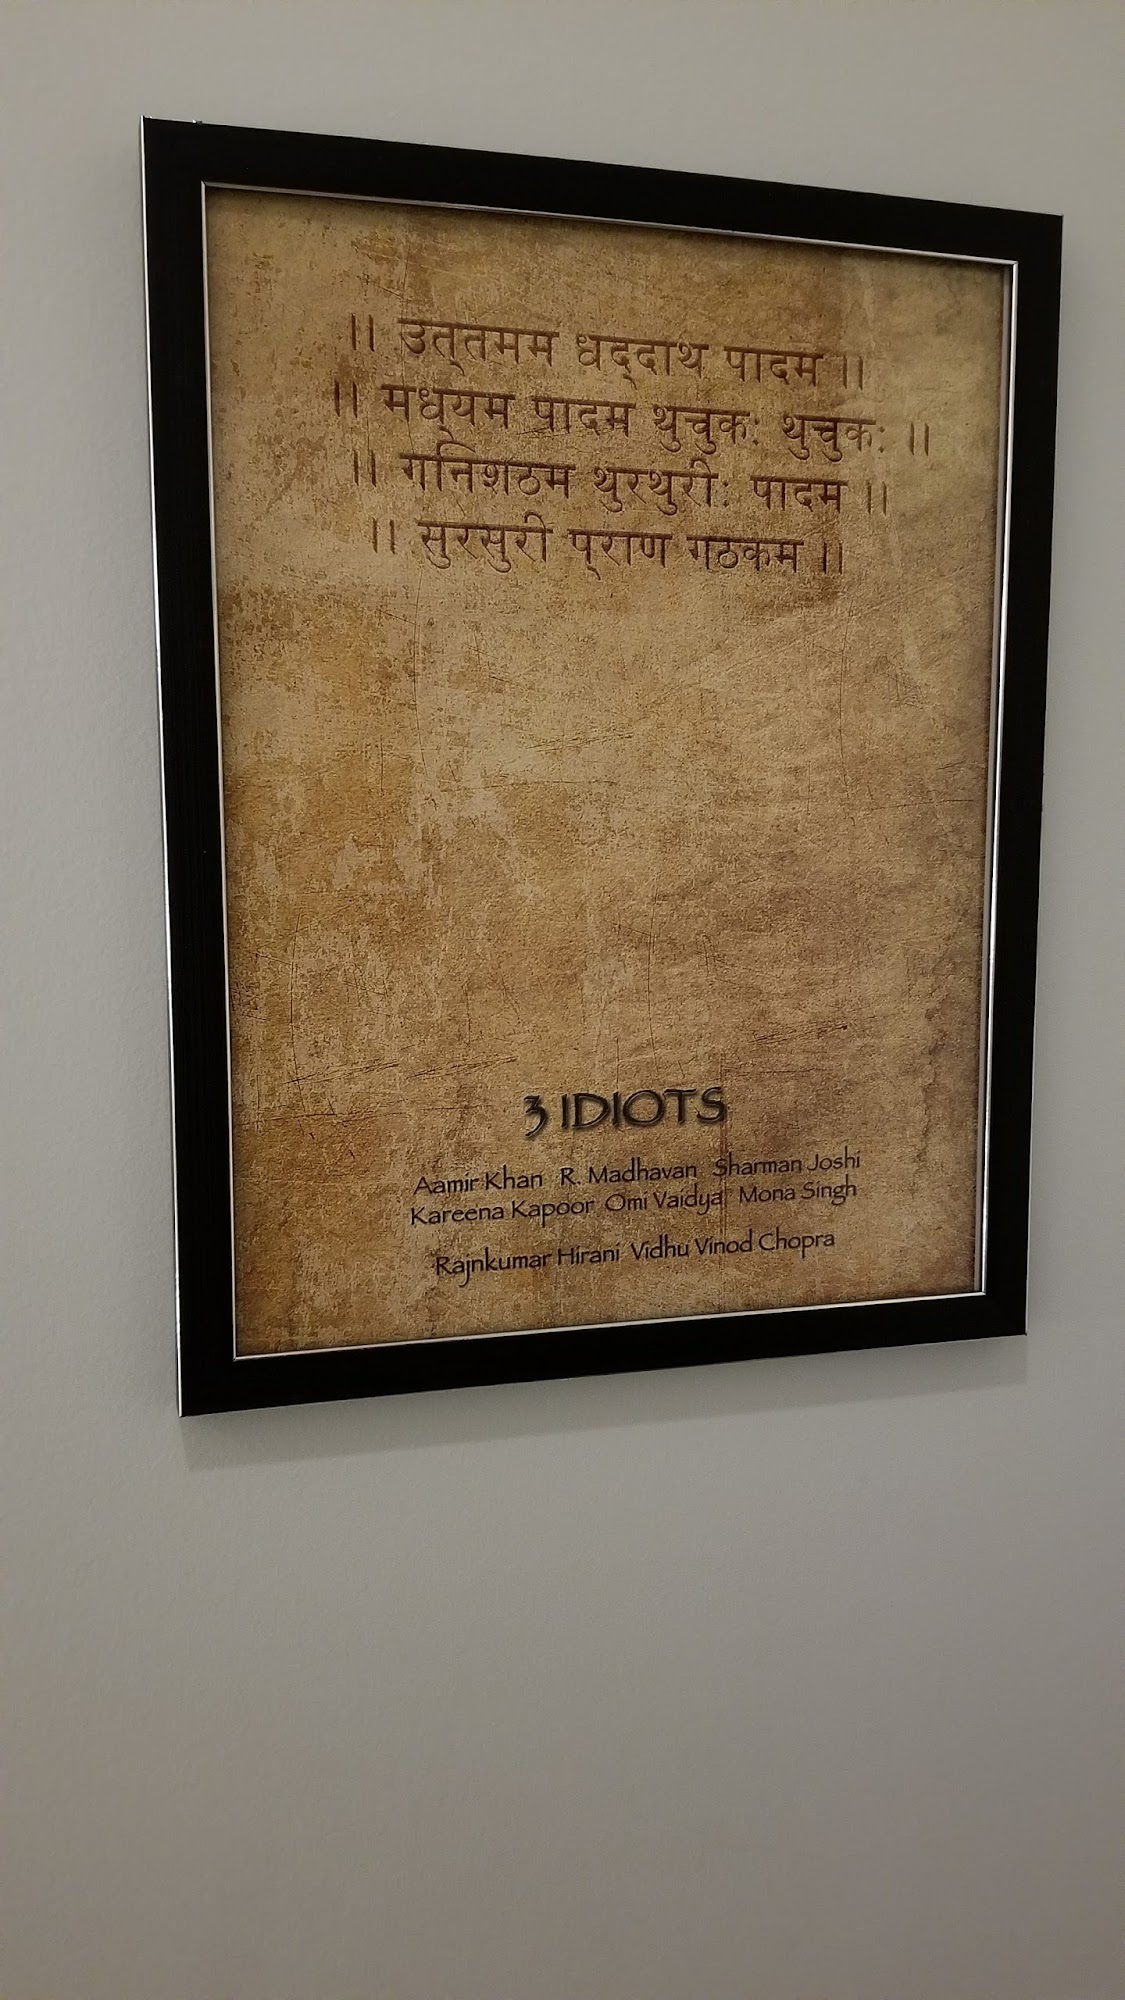 ।। उत्‌तमम धद्‌दाथ पादम ।।
।। मध्‌यम पादम थुचुकः थुचुकः ।।
।। गनिशठम थुरथुरीः पादम ।।
।। सुरसुरी प्‌राण गठकम ।।
3 IDIOTS
Aamir Khan R. Madhavan Sharman Joshi
Kareena Kapoor Omi Vaidya Mona Singh
Rajnkumar Hirani Vidhu Vinod Chopra